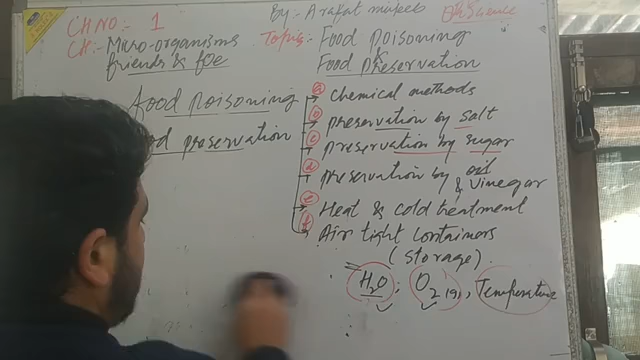 CH NO:- 1
By:- Arafat mujeeb
8th Science
CH:- Micro-organisms
friends & foe
Topic:- Food poisoning
&
Food Preservation
food poisoning
od preservation
(a) Chemical methods
(b) preservation by salt
(c) preservation by sugar
(d) preservation by oil
& vinegar
(e) Heat & cold treatment
(f) Air tight containers
(storage).
H2O, O2 (g), Temperature